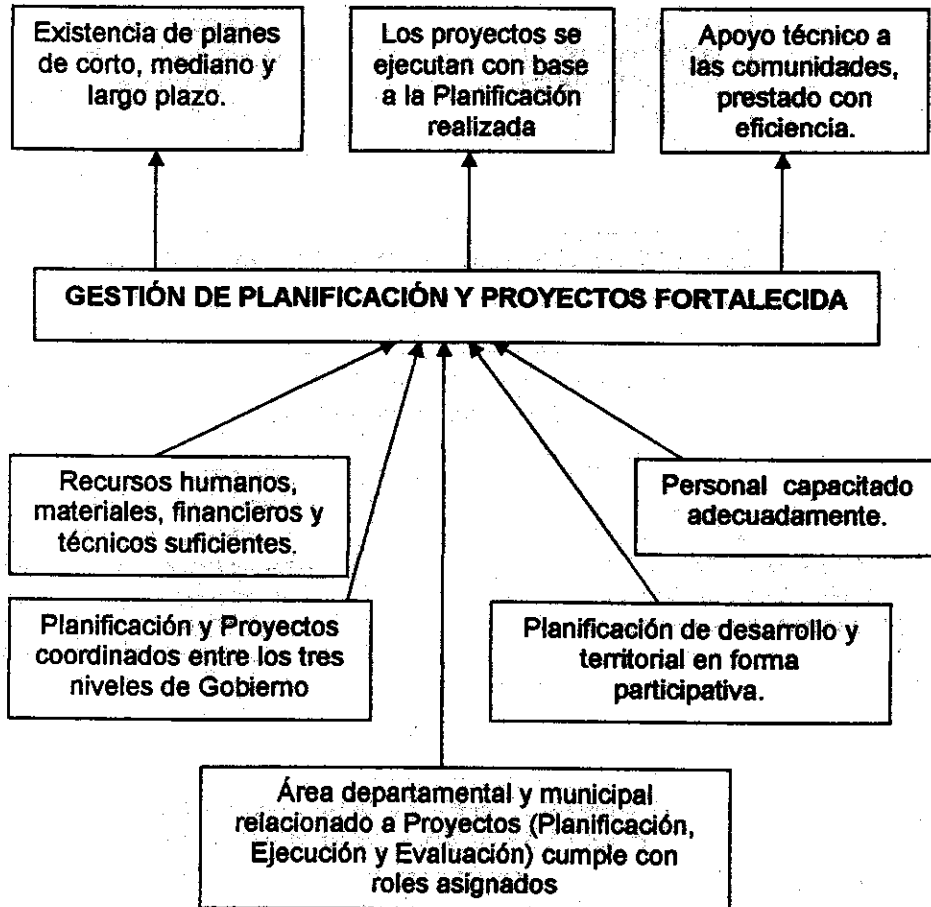 Existencia de planes
de corto, mediano y
largo plazo.
Los proyectos se
ejecutan con base
a la Planificación
realizada
Apoyo técnico a
las comunidades,
prestado con
eficiencia.
GESTIÓN DE PLANIFICACIÓN Y PROYECTOS FORTALECIDA
Recursos humanos,
materiales, financieros y
técnicos suficientes.
Personal capacitado
adecuadamente.
Planificación y Proyectos
coordinados entre los tres
niveles de Gobierno
Planificación de desarrollo y
territorial en forma
participativa.
Área departamental y municipal
relacionado a Proyectos (Planificación,
Ejecución y Evaluación) cumple con
roles asignados